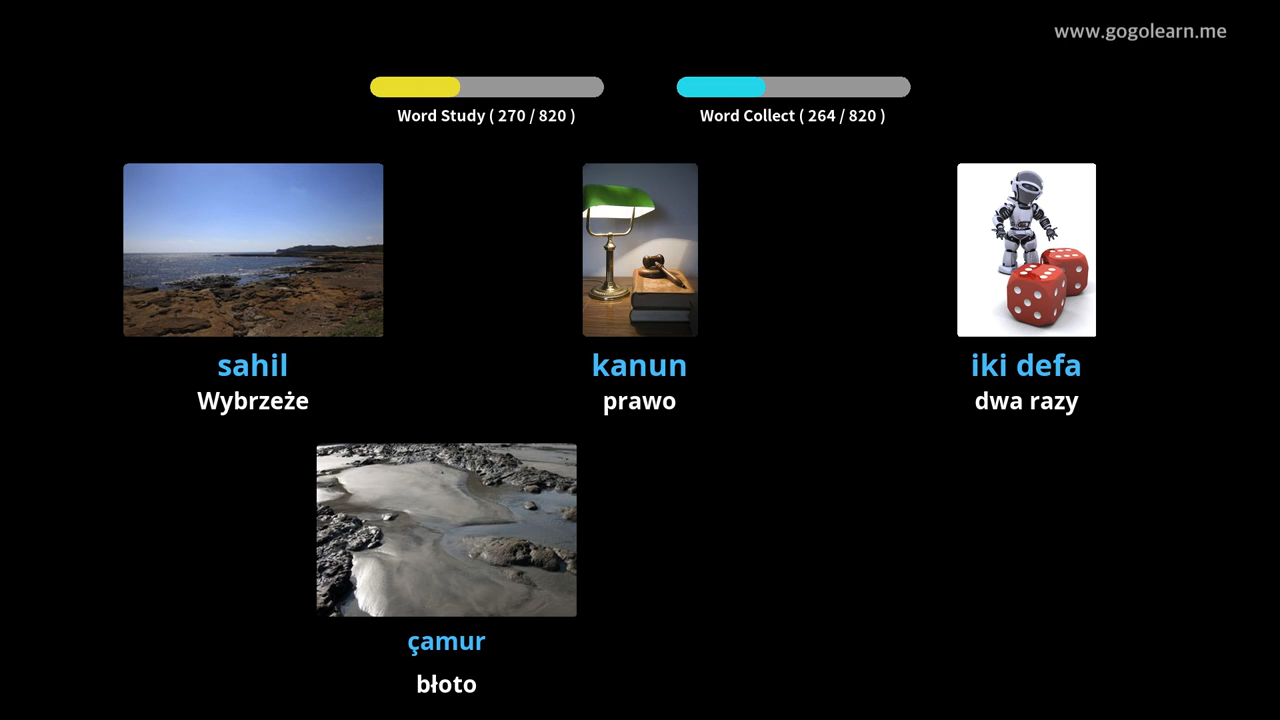 www.gogolearn.me
Word Study ( 270 / 820 )
Word Collect ( 264 / 820 )
sahil
Wybrzeże
kanun
prawo
iki defa
dwa razy
çamur
błoto